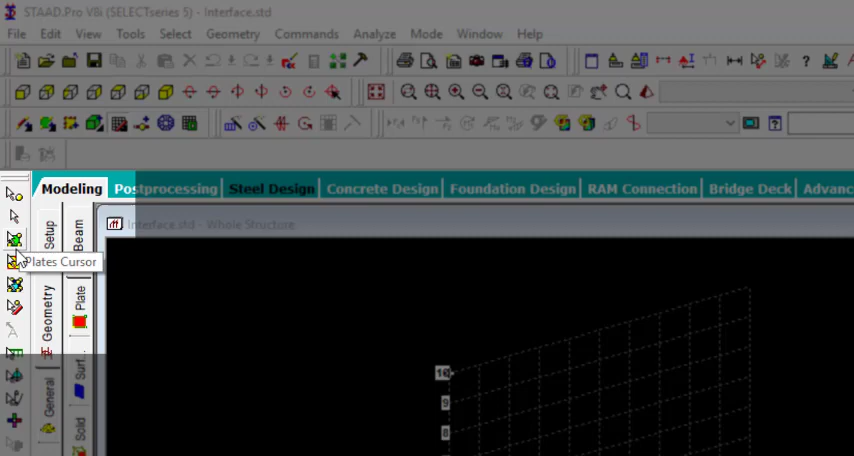 STAAD.Pro V8i (SELECTseries 5) - Interface.std
File Edit View Tools Select Geometry Commands Analyze Mode Window Help
Modeling Postprocessing Steel Design Concrete Design Foundation Design RAM Connection Bridge Deck Advanc
Interface.std - Whole Structure
Setup
Geometry
General
Beam
Plate
Surf...
Solid
Plates Cursor
10
9
8